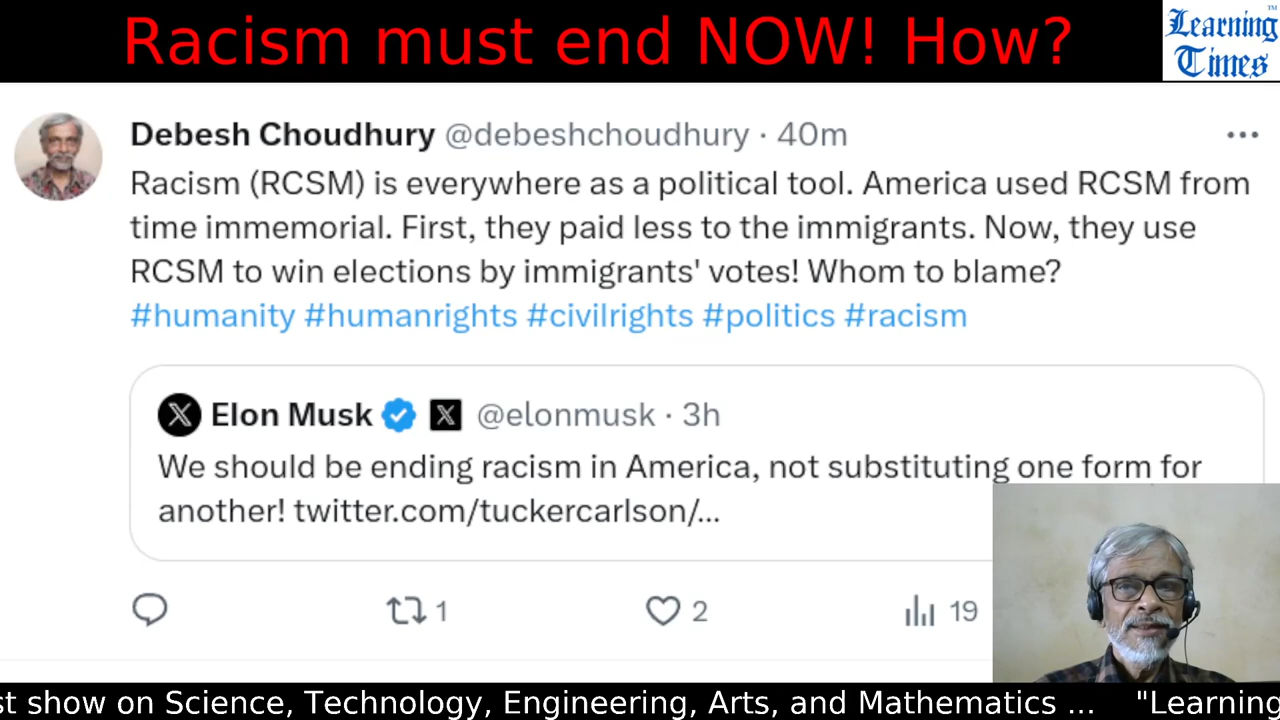 Racism must end NOW! How?
Learning
Times
TM
Debesh Choudhury @debeshchoudhury · 40m
Racism (RCSM) is everywhere as a political tool. America used RCSM from
time immemorial. First, they paid less to the immigrants. Now, they use
RCSM to win elections by immigrants' votes! Whom to blame?
#humanity #humanrights #civilrights #politics #racism
Elon Musk @elonmusk · 3h
We should be ending racism in America, not substituting one form for
another! twitter.com/tuckercarlson/...
1 2 19
st show on Science, Technology, Engineering, Arts, and Mathematics ... "Learning